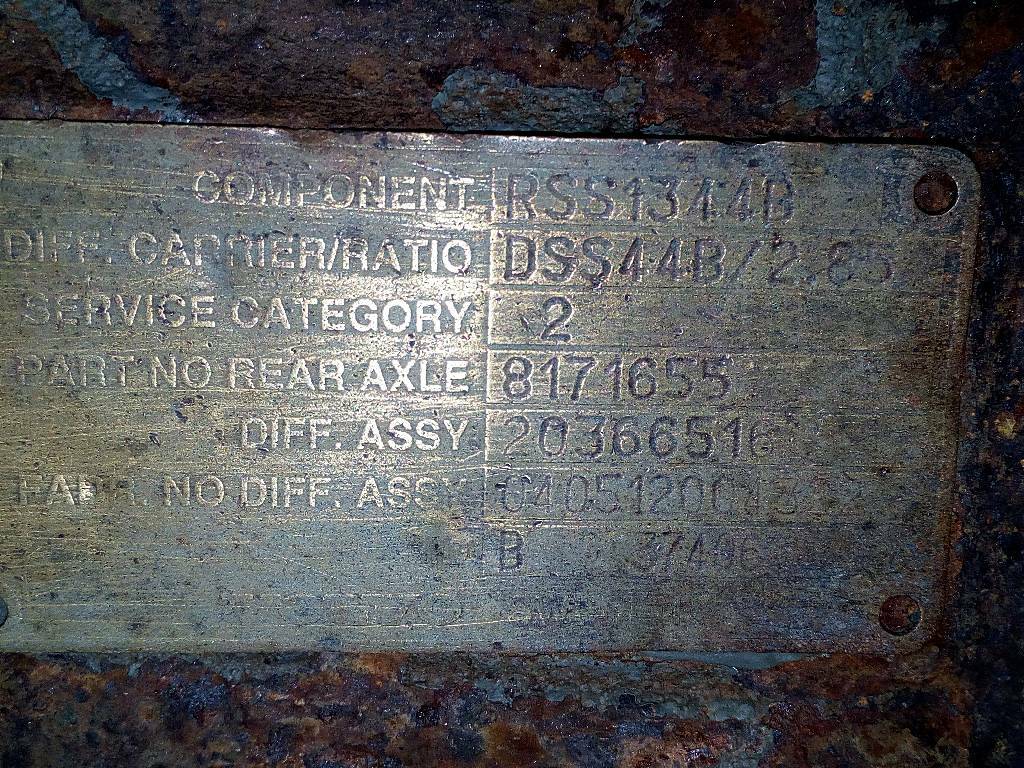 COMPONENT RSS1344B
DIFF. CARRIER/RATIO DSS44B/2.85
SERVICE CATEGORY 2
PART NO REAR AXLE 8171655
DIFF. ASSY 20366516
FABR. NO DIFF. ASSY
B